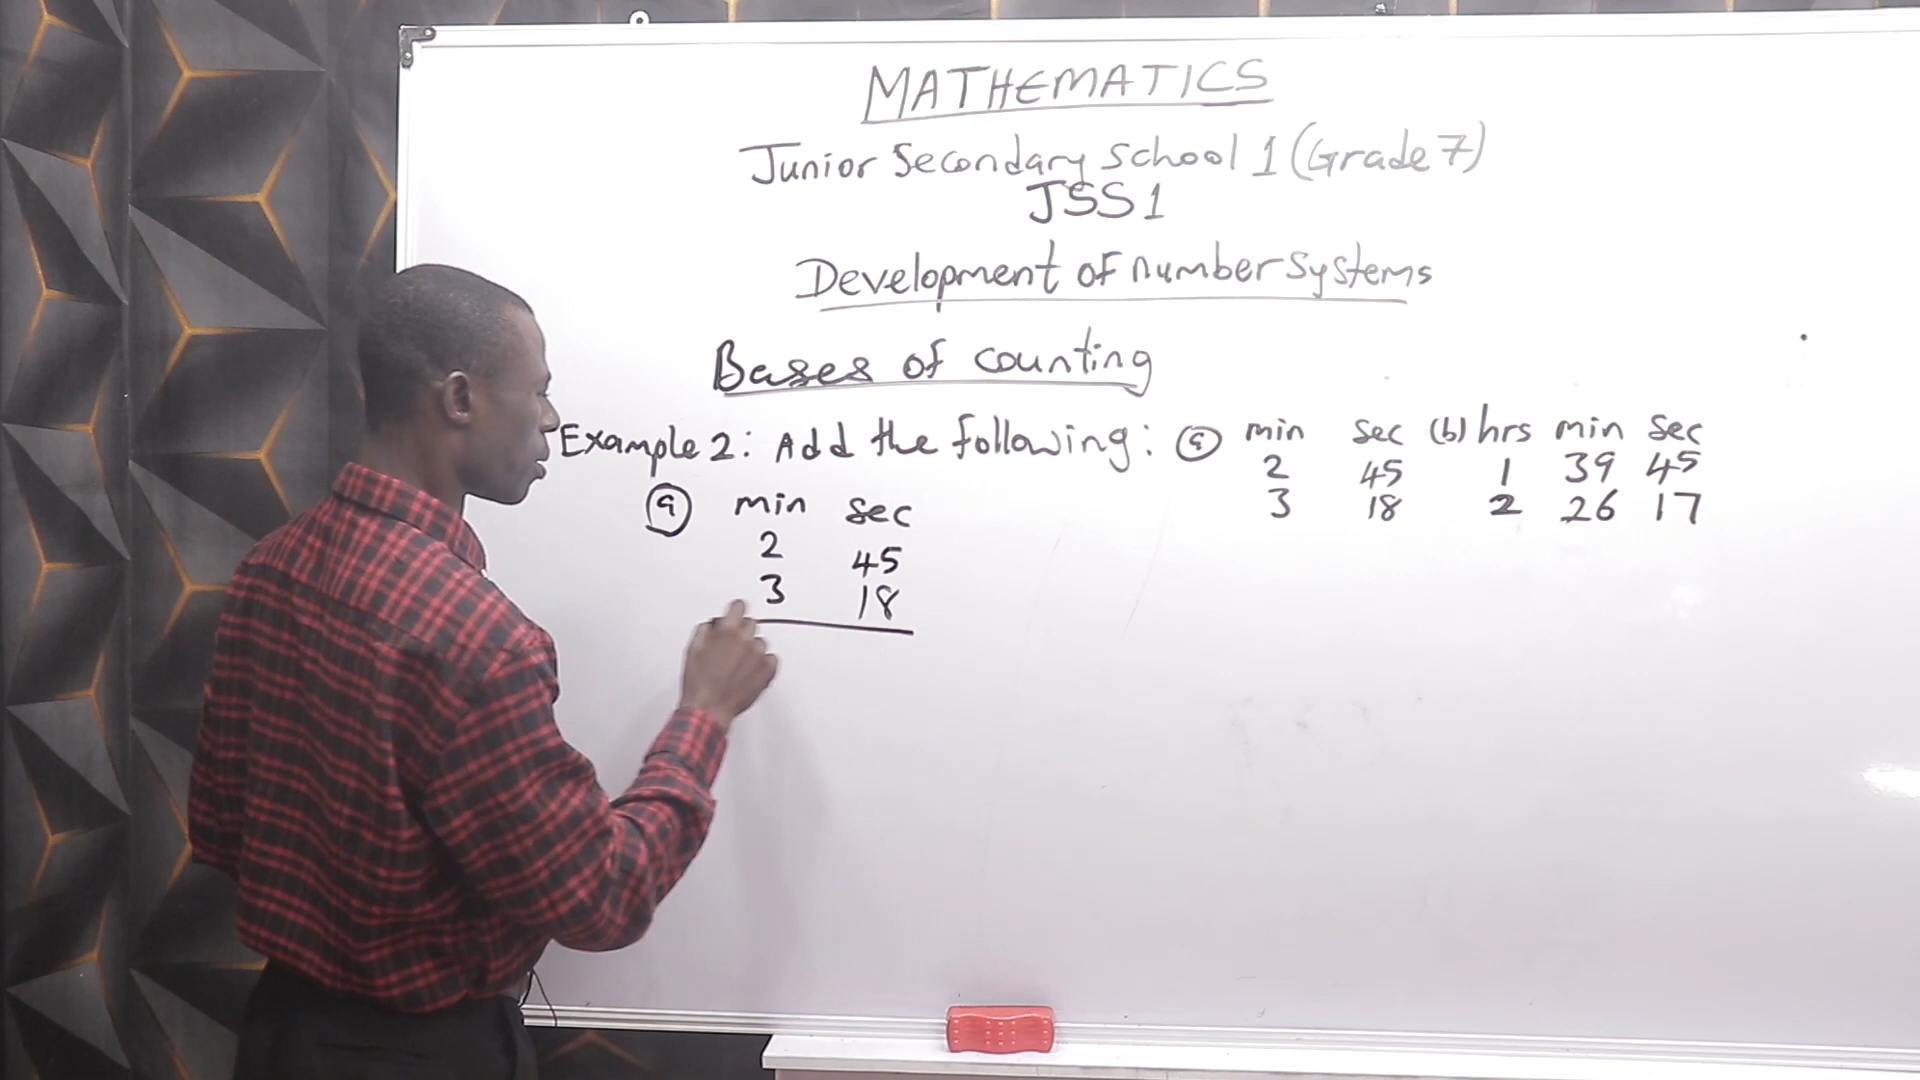 MATHEMATICS
Junior Secondary School 1 (Grade 7)
JSS 1
Development of number systems
Bases of counting
Example 2: Add the following: (a) min sec (b) hrs min sec
2 45 1 39 45
3 18 2 26 17
(a) min sec
2 45
3 18